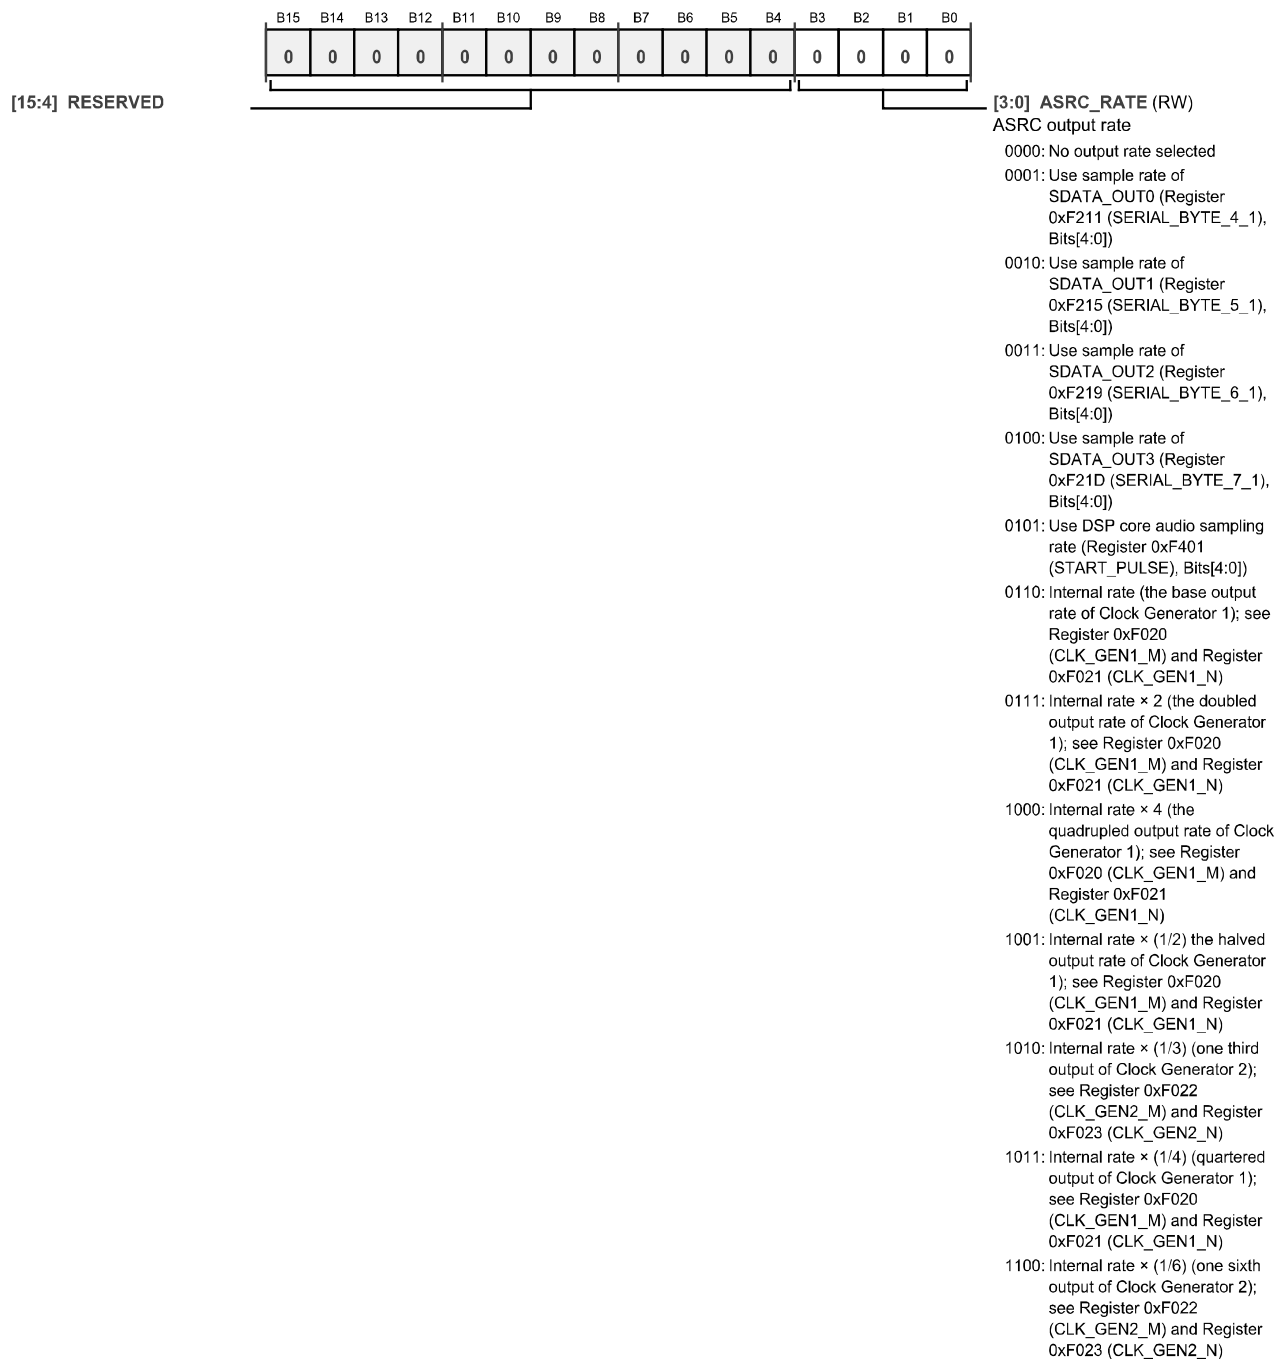 B15 B14 B13 B12 B11 B10 B9 B8 B7 B6 B5 B4 B3 B2 B1 B0
0 0 0 0 0 0 0 0 0 0 0 0 0 0 0 0
[15:4] RESERVED
[3:0] ASRC_RATE (RW)
ASRC output rate
0000: No output rate selected
0001: Use sample rate of
SDATA_OUT0 (Register
0xF211 (SERIAL_BYTE_4_1),
Bits[4:0])
0010: Use sample rate of
SDATA_OUT1 (Register
0xF215 (SERIAL_BYTE_5_1),
Bits[4:0])
0011: Use sample rate of
SDATA_OUT2 (Register
0xF219 (SERIAL_BYTE_6_1),
Bits[4:0])
0100: Use sample rate of
SDATA_OUT3 (Register
0xF21D (SERIAL_BYTE_7_1),
Bits[4:0])
0101: Use DSP core audio sampling
rate (Register 0xF401
(START_PULSE), Bits[4:0])
0110: Internal rate (the base output
rate of Clock Generator 1); see
Register 0xF020
(CLK_GEN1_M) and Register
0xF021 (CLK_GEN1_N)
0111: Internal rate × 2 (the doubled
output rate of Clock Generator
1); see Register 0xF020
(CLK_GEN1_M) and Register
0xF021 (CLK_GEN1_N)
1000: Internal rate × 4 (the
quadrupled output rate of Clock
Generator 1); see Register
0xF020 (CLK_GEN1_M) and
Register 0xF021
(CLK_GEN1_N)
1001: Internal rate × (1/2) the halved
output rate of Clock Generator
1); see Register 0xF020
(CLK_GEN1_M) and Register
0xF021 (CLK_GEN1_N)
1010: Internal rate × (1/3) (one third
output of Clock Generator 2);
see Register 0xF022
(CLK_GEN2_M) and Register
0xF023 (CLK_GEN2_N)
1011: Internal rate × (1/4) (quartered
output of Clock Generator 1);
see Register 0xF020
(CLK_GEN1_M) and Register
0xF021 (CLK_GEN1_N)
1100: Internal rate × (1/6) (one sixth
output of Clock Generator 2);
see Register 0xF022
(CLK_GEN2_M) and Register
0xF023 (CLK_GEN2_N)